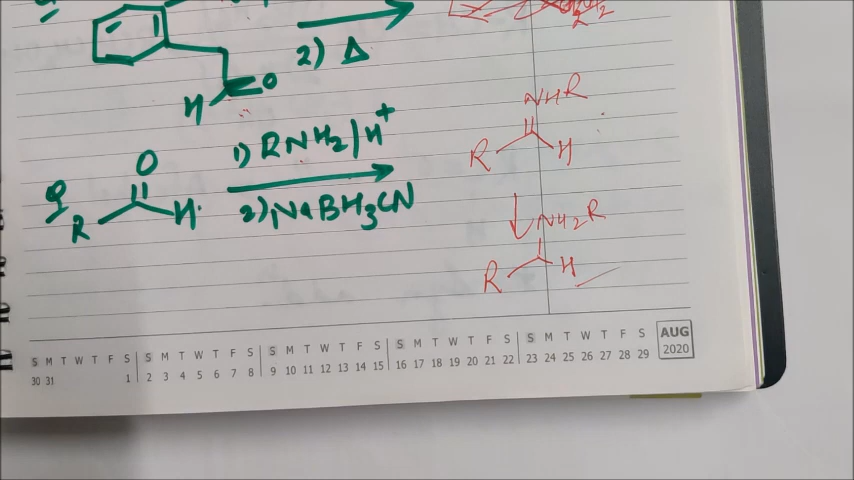 2) Δ
H
O
1) RNH2/H+
2) NaBH3CN
Q
O
R
H
NHR
R
H
NH2R
R
H
S M T W T F S S M T W T F S S M T W T F S S M T W T F S S M T W T F S
30 31 1 2 3 4 5 6 7 8 9 10 11 12 13 14 15 16 17 18 19 20 21 22 23 24 25 26 27 28 29
AUG
2020